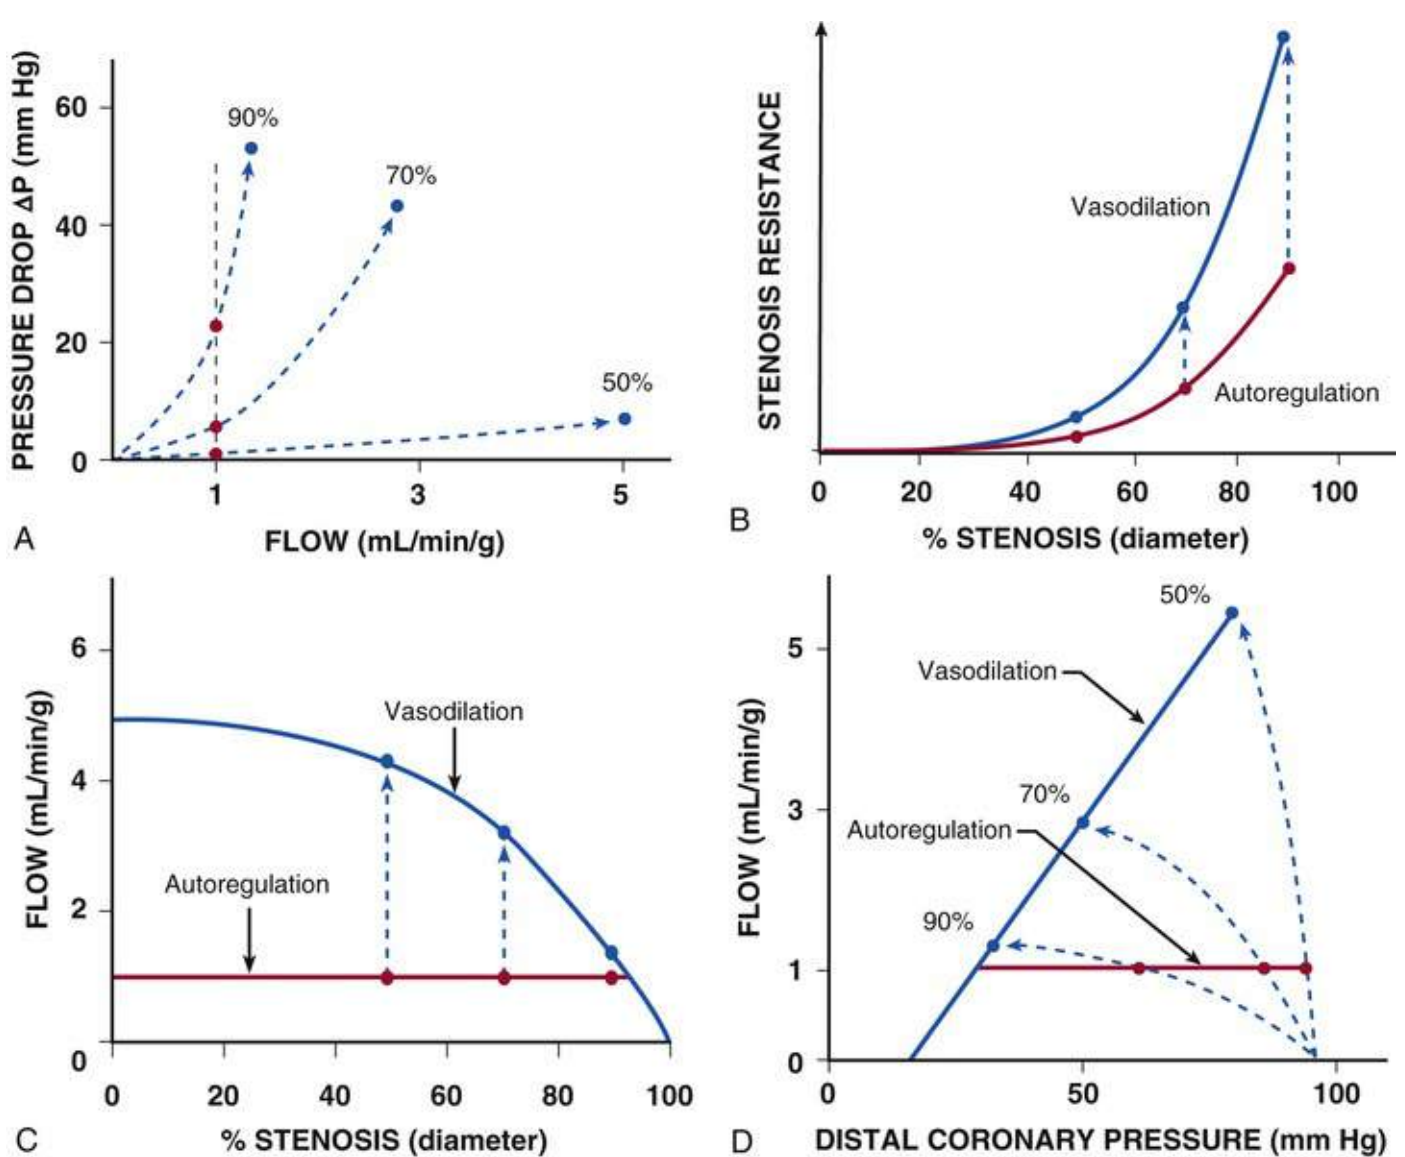 PRESSURE DROP ΔP (mm Hg)
60
40
20
0
90%
70%
50%
1
3
5
FLOW (mL/min/g)
A
STENOSIS RESISTANCE
Vasodilation
Autoregulation
0
20
40
60
80
100
% STENOSIS (diameter)
B
FLOW (mL/min/g)
6
4
2
0
Vasodilation
Autoregulation
0
20
40
60
80
100
% STENOSIS (diameter)
C
FLOW (mL/min/g)
5
3
1
0
50%
Vasodilation
70%
Autoregulation
90%
0
50
100
DISTAL CORONARY PRESSURE (mm Hg)
D